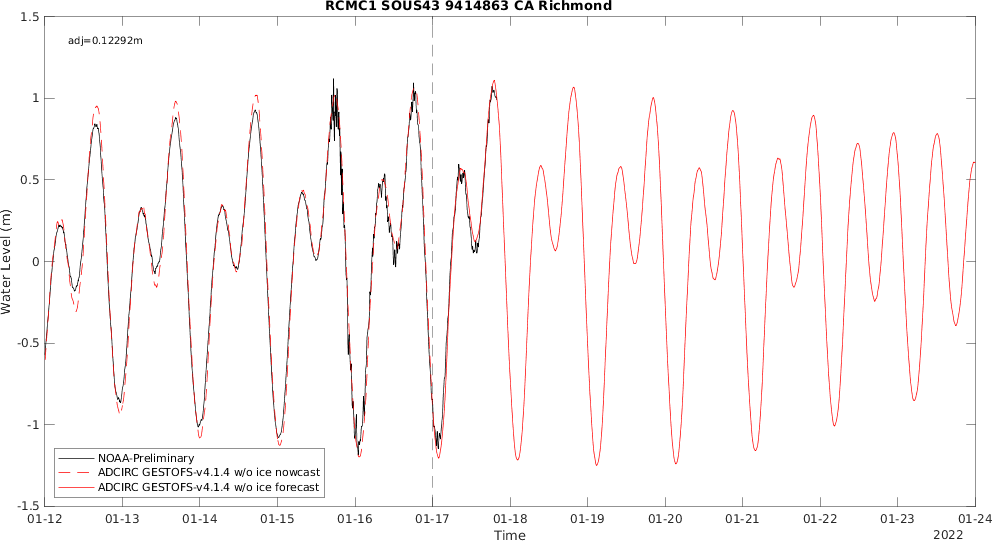 RCMC1 SOUS43 9414863 CA Richmond
adj=0.12292m
Water Level (m)
1.5
1
0.5
0
-0.5
-1
-1.5
NOAA-Preliminary
ADCIRC GESTOFS-v4.1.4 w/o ice nowcast
ADCIRC GESTOFS-v4.1.4 w/o ice forecast
01-12 01-13 01-14 01-15 01-16 01-17 01-18 01-19 01-20 01-21 01-22 01-23 01-24
Time
2022